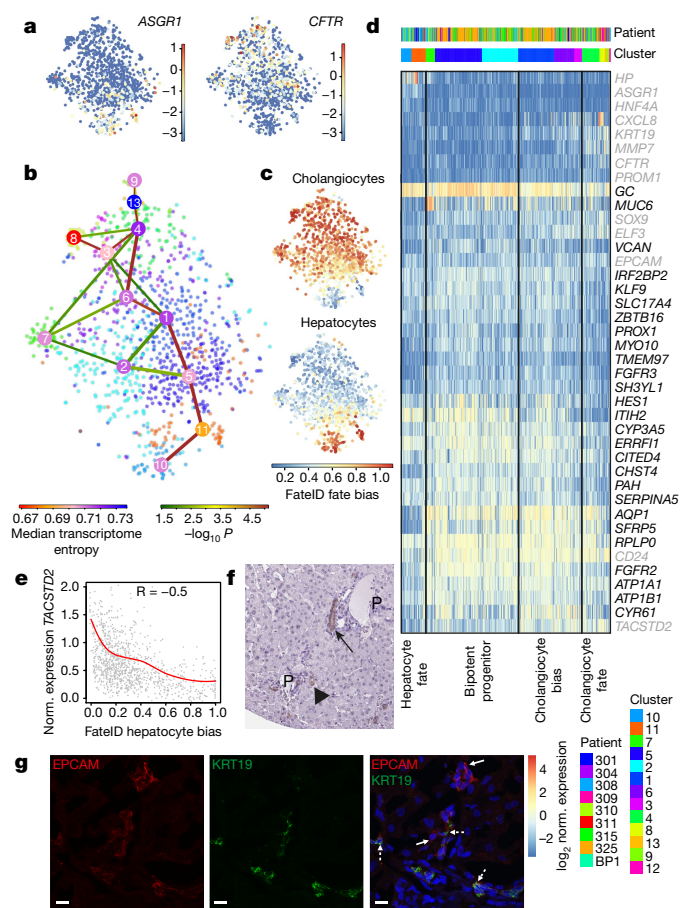 a
ASGR1
CFTR
1
0
−1
−2
−3
1
0
−1
−2
−3
b
9
13
4
8
3
6
1
7
2
5
11
10
0.67 0.69 0.71 0.73
Median transcriptome
entropy
1.5 2.5 3.5 4.5
−log10 P
c
Cholangiocytes
Hepatocytes
0.2 0.4 0.6 0.8 1.0
FateID fate bias
d
Patient
Cluster
HP
ASGR1
HNF4A
CXCL8
KRT19
MMP7
CFTR
PROM1
GC
MUC6
SOX9
ELF3
VCAN
EPCAM
IRF2BP2
KLF9
SLC17A4
ZBTB16
PROX1
MYO10
TMEM97
FGFR3
SH3YL1
HES1
ITIH2
CYP3A5
ERRFI1
CITED4
CHST4
PAH
SERPINA5
AQP1
SFRP5
RPLP0
CD24
FGFR2
ATP1A1
ATP1B1
CYR61
TACSTD2
Hepatocyte
fate
Bipotent
progenitor
Cholangiocyte
bias
Cholangiocyte
fate
4
2
0
−2
log2 norm. expression
Patient
301
304
308
309
310
311
315
325
BP1
Cluster
10
11
7
5
2
1
6
3
4
8
13
9
12
e
R = −0.5
Norm. expression TACSTD2
2.0
1.5
1.0
0.5
0
0.0 0.2 0.4 0.6 0.8 1.0
FateID hepatocyte bias
f
P
P
g
EPCAM
KRT19
EPCAM
KRT19